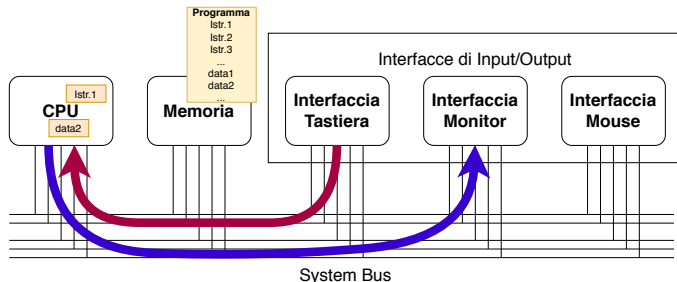 Programma
Istr.1
Istr.2
Istr.3
...
data1
data2
...
Interfacce di Input/Output
Istr.1
CPU
data2
Memoria
Interfaccia
Tastiera
Interfaccia
Monitor
Interfaccia
Mouse
System Bus